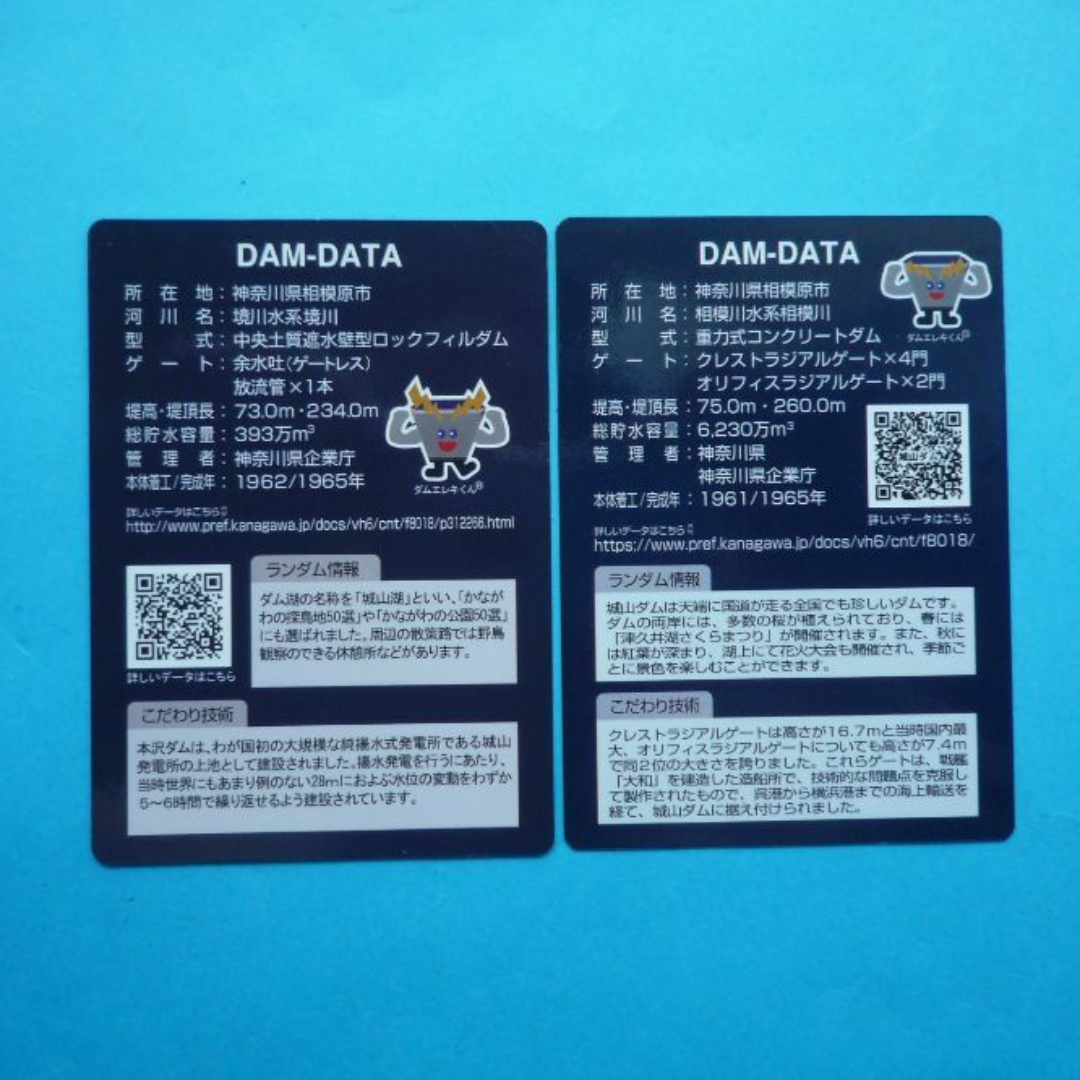 DAM-DATA
所在地：神奈川県相模原市
河川名：境川水系境川
型式：中央土質遮水壁型ロックフィルダム
ゲート：余水吐（ゲートレス）
放流管×1本
堤高・堤頂長：73.0m・234.0m
総貯水容量：393万m³
管理者：神奈川県企業庁
本体着工/完成年：1962/1965年
ダムエレキくん®
詳しいデータはこちら
http://www.pref.kanagawa.jp/docs/vh6/cnt/f8018/p312266.html
ランダム情報
ダム湖の名称を「城山湖」といい、「かなが
わの探鳥地50選」や「かながわの公園50選」
にも選ばれました。周辺の散策路では野鳥
観察のできる休憩所などがあります。
詳しいデータはこちら
こだわり技術
本沢ダムは、わが国初の大規模な純揚水式発電所である城山
発電所の上池として建設されました。揚水発電を行うにあたり、
当時世界にもあまり例のない28mにおよぶ水位の変動をわずか
5～6時間で繰り返せるよう建設されています。
DAM-DATA
所在地：神奈川県相模原市
河川名：相模川水系相模川
型式：重力式コンクリートダム
ダムエレキくん®
ゲート：クレストラジアルゲート×4門
オリフィスラジアルゲート×2門
堤高・堤頂長：75.0m・260.0m
総貯水容量：6,230万m³
管理者：神奈川県
神奈川県企業庁
本体着工/完成年：1961/1965年
詳しいデータはこちら
詳しいデータはこちら
https://www.pref.kanagawa.jp/docs/vh6/cnt/f8018/
ランダム情報
城山ダムは天端に国道が走る全国でも珍しいダムです。
ダムの両岸には、多数の桜が植えられており、春には
「津久井湖さくらまつり」が開催されます。また、秋に
は紅葉が深まり、湖上にて花火大会も開催され、季節ご
とに景色を楽しむことができます。
こだわり技術
クレストラジアルゲートは高さが16.7mと当時国内最
大、オリフィスラジアルゲートについても高さが7.4m
で同2位の大きさを誇りました。これらゲートは、戦艦
「大和」を建造した造船所で、技術的な問題点を克服し
て製作されたもので、呉港から横浜港までの海上輸送を
経て、城山ダムに据え付けられました。